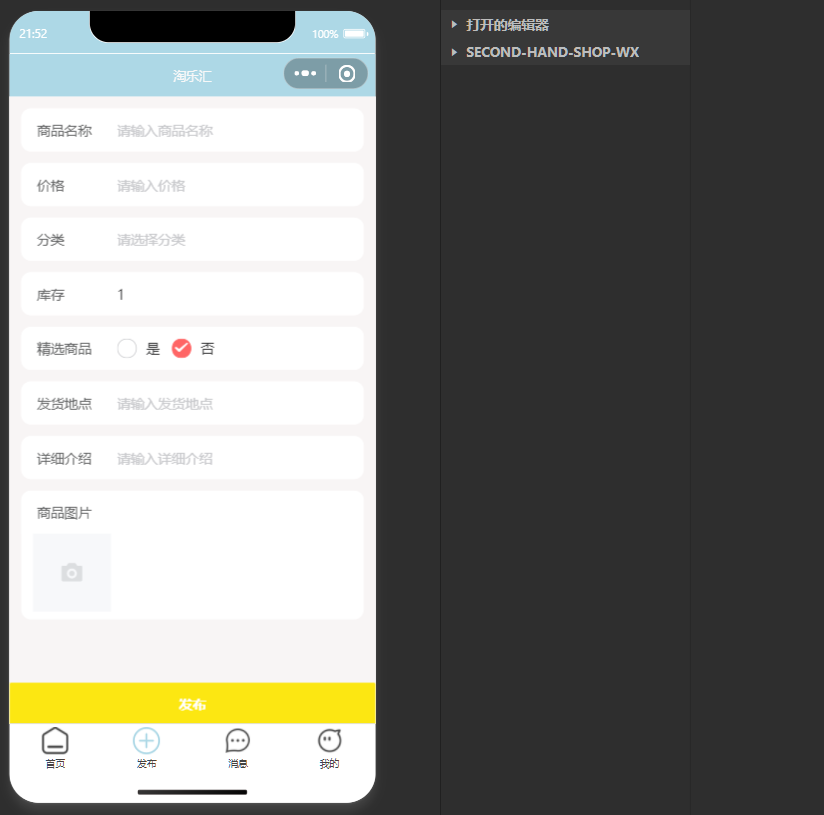 21:52
100%
淘乐汇
商品名称 请输入商品名称
价格 请输入价格
分类 请选择分类
库存 1
精选商品 是 否
发货地点 请输入发货地点
详细介绍 请输入详细介绍
商品图片
发布
首页 发布 消息 我的
打开的编辑器
SECOND-HAND-SHOP-WX